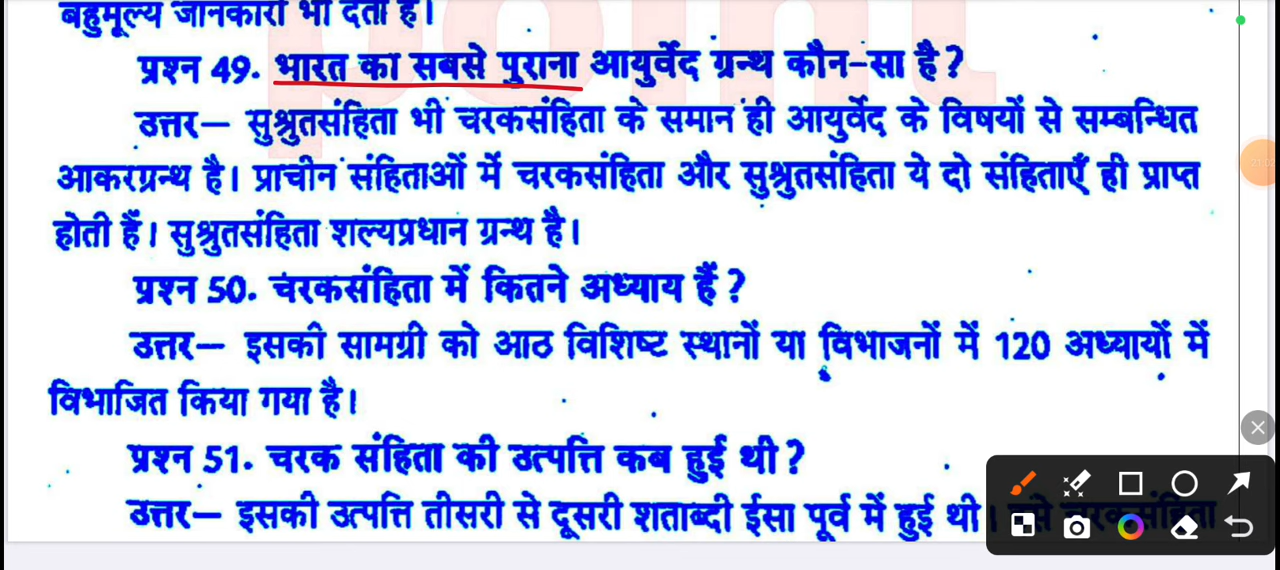 बहुमूल्य जानकारी भी देता है।
प्रश्न 49. भारत का सबसे पुराना आयुर्वेद ग्रन्थ कौन-सा है?
उत्तर— सुश्रुतसंहिता भी चरकसंहिता के समान ही आयुर्वेद के विषयों से सम्बन्धित
आकरग्रन्थ है। प्राचीन संहिताओं में चरकसंहिता और सुश्रुतसंहिता ये दो संहिताएँ ही प्राप्त
होती हैं। सुश्रुतसंहिता शल्यप्रधान ग्रन्थ है।
प्रश्न 50. चरकसंहिता में कितने अध्याय हैं?
उत्तर— इसकी सामग्री को आठ विशिष्ट स्थानों या विभाजनों में 120 अध्यायों में
विभाजित किया गया है।
प्रश्न 51. चरक संहिता की उत्पत्ति कब हुई थी?
उत्तर— इसकी उत्पत्ति तीसरी से दूसरी शताब्दी ईसा पूर्व में हुई थी। इसे चरकसंहिता